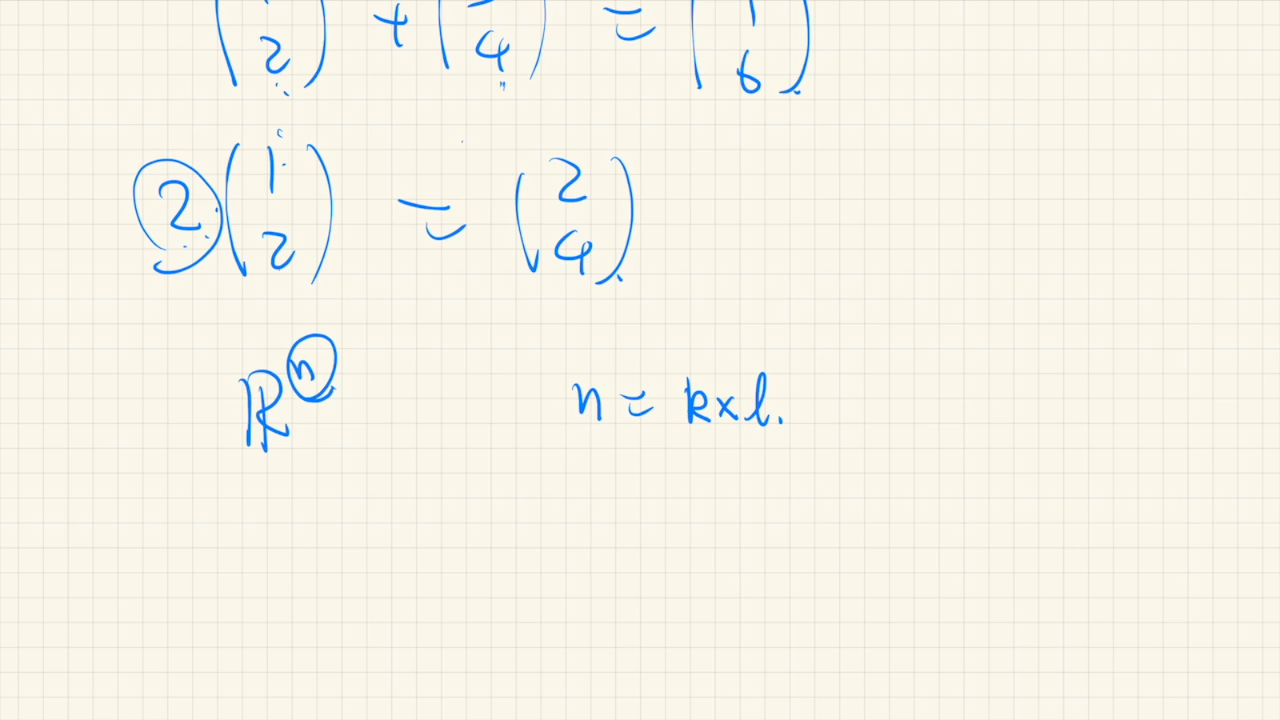 2 + 4 = 6
2 (1 2) = (2 4)
ℝⁿ n = k × l.